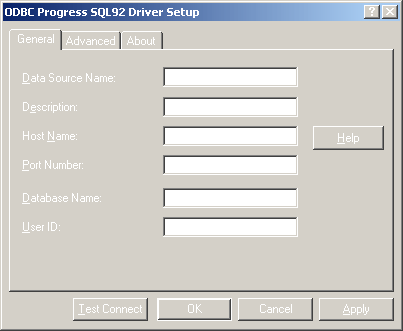 ODBC Progress SQL92 Driver Setup
General Advanced About
Data Source Name:
Description:
Host Name:
Help
Port Number:
Database Name:
User ID:
Test Connect OK Cancel Apply